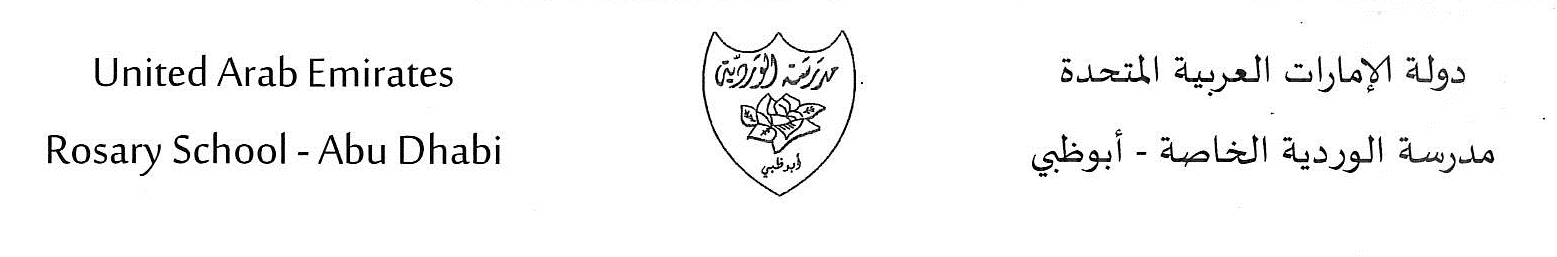 United Arab Emirates
Rosary School - Abu Dhabi
مدرسة الوردية
أبوظبي
دولة الإمارات العربية المتحدة
مدرسة الوردية الخاصة - أبوظبي